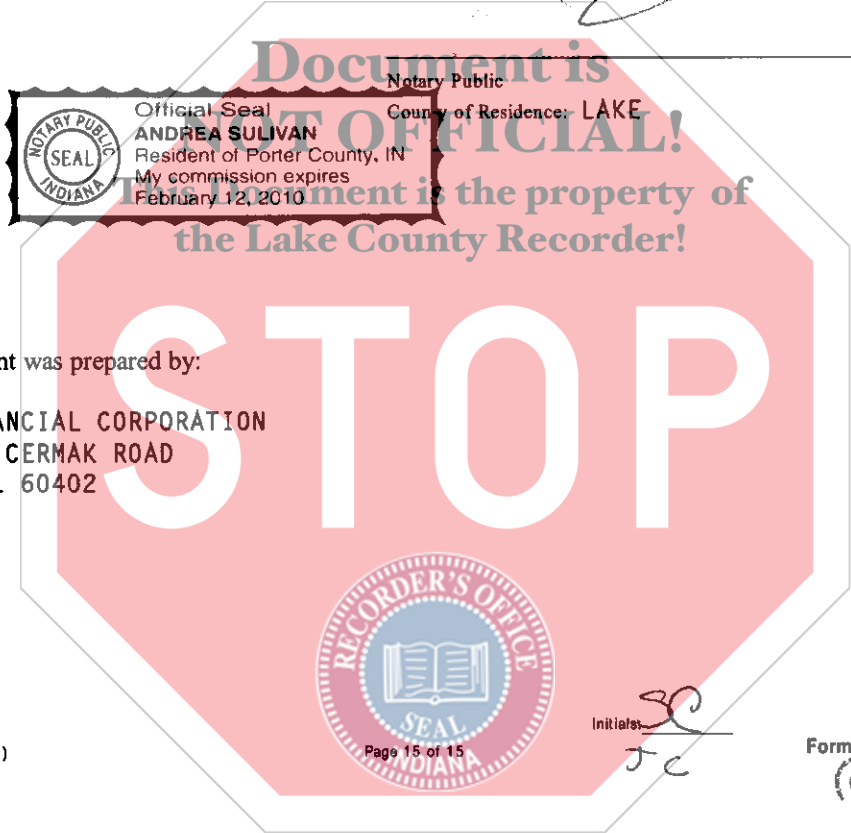 Document is
Notary Public
NOT OFFICIAL!
County of Residence: LAKE
NOTARY PUBLIC
SEAL
INDIANA
Official Seal
ANDREA SULIVAN
Resident of Porter County, IN
My commission expires
February 12, 2010
This Document is the property of
the Lake County Recorder!
STOP
nt was prepared by:
ANCIAL CORPORATION
CERMAK ROAD
60402
RECORDER'S OFFICE
SEAL
INDIANA
)
Page 15 of 15
Initials: SC
JC
Form